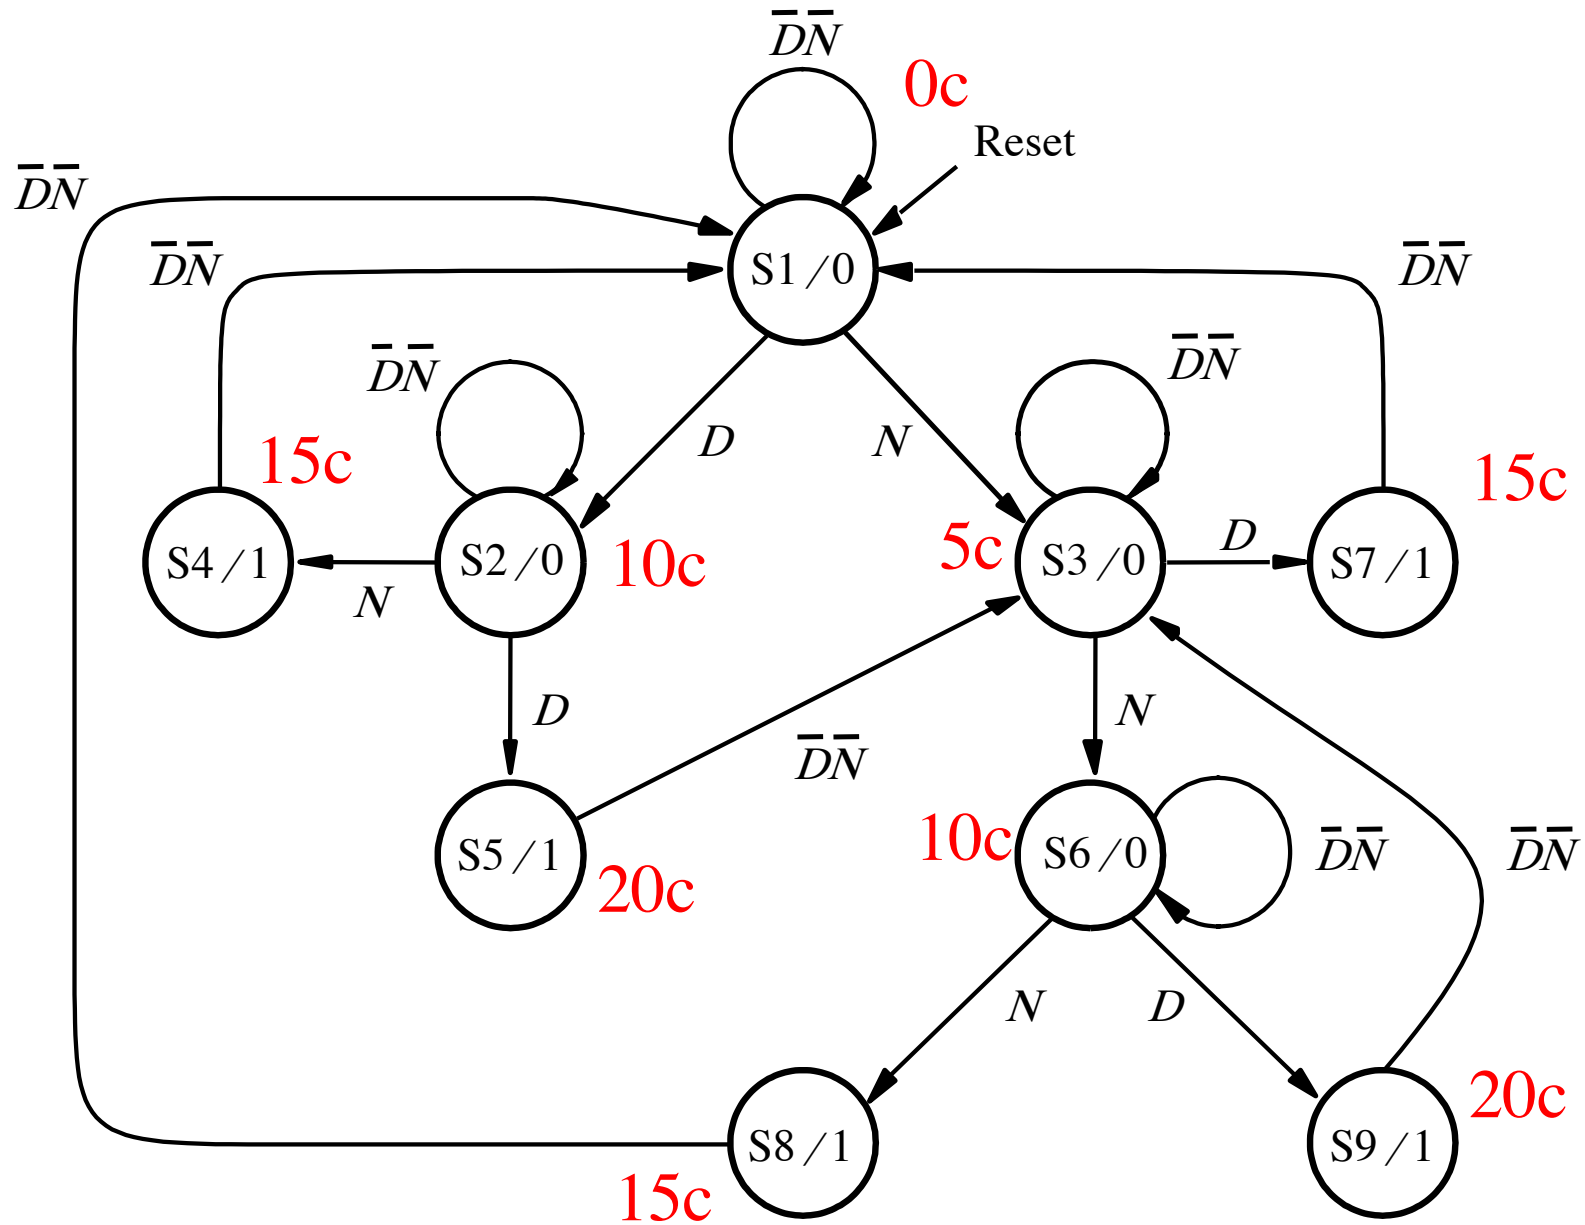 D̅N̅
0c
Reset
D̅N̅
D̅N̅
S1/0
D̅N̅
D̅N̅
D̅N̅
D
N
15c
15c
S4/1
N
S2/0
10c
5c
S3/0
D
S7/1
D
D̅N̅
N
S5/1
20c
10c
S6/0
D̅N̅
D̅N̅
N
D
S8/1
15c
S9/1
20c